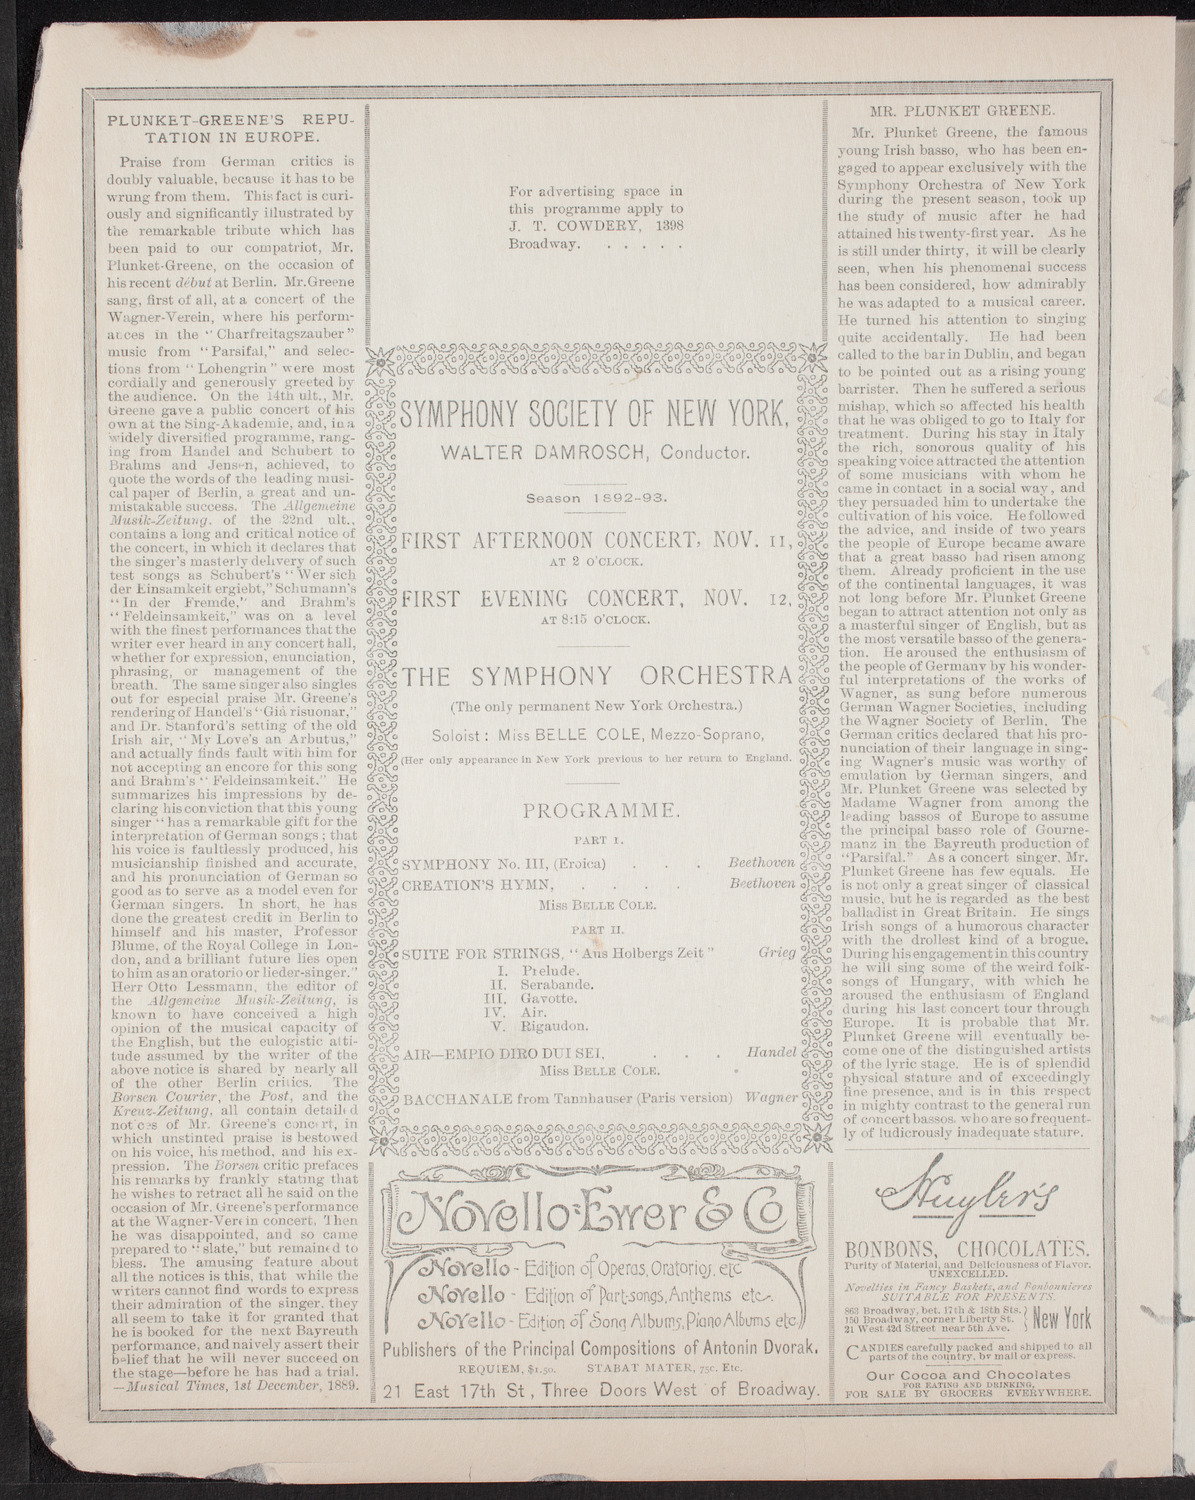 PLUNKET-GREENE'S REPU-
TATION IN EUROPE.
Praise from German critics is
doubly valuable, because it has to be
wrung from them. This fact is curi-
ously and significantly illustrated by
the remarkable tribute which has
been paid to our compatriot, Mr.
Plunket-Greene, on the occasion of
his recent début at Berlin. Mr. Greene
sang, first of all, at a concert of the
Wagner-Verein, where his perform-
ances in the "Charfreitagszauber"
music from "Parsifal," and selec-
tions from "Lohengrin" were most
cordially and generously greeted by
the audience. On the 14th ult., Mr.
Greene gave a public concert of his
own at the Sing-Akademie, and, in a
widely diversified programme, rang-
ing from Handel and Schubert to
Brahms and Jensen, achieved, to
quote the words of the leading musi-
cal paper of Berlin, a great and un-
mistakable success. The Allgemeine
Musik-Zeitung, of the 22nd ult.,
contains a long and critical notice of
the concert, in which it declares that
the singer's masterly delivery of such
test songs as Schubert's "Wer sich
der Einsamkeit ergiebt," Schumann's
"In der Fremde," and Brahm's
"Feldeinsamkeit," was on a level
with the finest performances that the
writer ever heard in any concert hall,
whether for expression, enunciation,
phrasing, or management of the
breath. The same singer also singles
out for especial praise Mr. Greene's
rendering of Handel's "Già risuonar,"
and Dr. Stanford's setting of the old
Irish air, "My Love's an Arbutus,"
and actually finds fault with him for
not accepting an encore for this song
and Brahm's "Feldeinsamkeit." He
summarizes his impressions by de-
claring his conviction that this young
singer "has a remarkable gift for the
interpretation of German songs; that
his voice is faultlessly produced, his
musicianship finished and accurate,
and his pronunciation of German so
good as to serve as a model even for
German singers. In short, he has
done the greatest credit in Berlin to
himself and his master, Professor
Blume, of the Royal College in Lon-
don, and a brilliant future lies open
to him as an oratorio or lieder-singer."
Herr Otto Lessmann, the editor of
the Allgemeine Musik-Zeitung, is
known to have conceived a high
opinion of the musical capacity of
the English, but the eulogistic atti-
tude assumed by the writer of the
above notice is shared by nearly all
of the other Berlin critics. The
Borsen Courier, the Post, and the
Kreuz-Zeitung, all contain detailed
notices of Mr. Greene's concert, in
which unstinted praise is bestowed
on his voice, his method, and his ex-
pression. The Borsen critic prefaces
his remarks by frankly stating that
he wishes to retract all he said on the
occasion of Mr. Greene's performance
at the Wagner-Verein concert. Then
he was disappointed, and so came
prepared to "slate," but remained to
bless. The amusing feature about
all the notices is this, that while the
writers cannot find words to express
their admiration of the singer, they
all seem to take it for granted that
he is booked for the next Bayreuth
performance, and naively assert their
belief that he will never succeed on
the stage—before he has had a trial.
—Musical Times, 1st December, 1889.
For advertising space in
this programme apply to
J. T. COWDERY, 1398
Broadway. . . . . .
SYMPHONY SOCIETY OF NEW YORK,
WALTER DAMROSCH, Conductor.
Season 1892-93.
FIRST AFTERNOON CONCERT, NOV. 11,
AT 2 O'CLOCK.
FIRST EVENING CONCERT, NOV. 12,
AT 8:15 O'CLOCK.
THE SYMPHONY ORCHESTRA
(The only permanent New York Orchestra.)
Soloist: Miss BELLE COLE, Mezzo-Soprano,
(Her only appearance in New York previous to her return to England.
PROGRAMME.
PART I.
SYMPHONY No. III, (Eroica) . . . Beethoven
CREATION'S HYMN, . . . . Beethoven
Miss BELLE COLE.
PART II.
SUITE FOR STRINGS, "Aus Holbergs Zeit" Grieg
I. Prelude.
II. Serabande.
III. Gavotte.
IV. Air.
V. Rigaudon.
AIR—EMPIO DIRO DUI SEI, . . . Handel
Miss BELLE COLE.
BACCHANALE from Tannhauser (Paris version) Wagner
Novello-Ewer & Co
Novello - Edition of Operas, Oratorios, etc
Novello - Edition of Part-songs, Anthems etc.
Novello - Edition of Song Albums, Piano Albums etc.
Publishers of the Principal Compositions of Antonin Dvorak.
REQUIEM, $1.50. STABAT MATER, 75c. Etc.
21 East 17th St, Three Doors West of Broadway.
MR. PLUNKET GREENE.
Mr. Plunket Greene, the famous
young Irish basso, who has been en-
gaged to appear exclusively with the
Symphony Orchestra of New York
during the present season, took up
the study of music after he had
attained his twenty-first year. As he
is still under thirty, it will be clearly
seen, when his phenomenal success
has been considered, how admirably
he was adapted to a musical career.
He turned his attention to singing
quite accidentally. He had been
called to the bar in Dublin, and began
to be pointed out as a rising young
barrister. Then he suffered a serious
mishap, which so affected his health
that he was obliged to go to Italy for
treatment. During his stay in Italy
the rich, sonorous quality of his
speaking voice attracted the attention
of some musicians with whom he
came in contact in a social way, and
they persuaded him to undertake the
cultivation of his voice. He followed
the advice, and inside of two years
the people of Europe became aware
that a great basso had risen among
them. Already proficient in the use
of the continental languages, it was
not long before Mr. Plunket Greene
began to attract attention not only as
a masterful singer of English, but as
the most versatile basso of the genera-
tion. He aroused the enthusiasm of
the people of Germany by his wonder-
ful interpretations of the works of
Wagner, as sung before numerous
German Wagner Societies, including
the Wagner Society of Berlin. The
German critics declared that his pro-
nunciation of their language in sing-
ing Wagner's music was worthy of
emulation by German singers, and
Mr. Plunket Greene was selected by
Madame Wagner from among the
leading bassos of Europe to assume
the principal basso role of Gourne-
manz in the Bayreuth production of
"Parsifal." As a concert singer, Mr.
Plunket Greene has few equals. He
is not only a great singer of classical
music, but he is regarded as the best
balladist in Great Britain. He sings
Irish songs of a humorous character
with the drollest kind of a brogue.
During his engagement in this country
he will sing some of the weird folk-
songs of Hungary, with which he
aroused the enthusiasm of England
during his last concert tour through
Europe. It is probable that Mr.
Plunket Greene will eventually be-
come one of the distinguished artists
of the lyric stage. He is of splendid
physical stature and of exceedingly
fine presence, and is in this respect
in mighty contrast to the general run
of concert bassos, who are so frequent-
ly of ludicrously inadequate stature.
Huyler's
BONBONS, CHOCOLATES.
Purity of Material, and Deliciousness of Flavor,
UNEXCELLED.
Novelties in Fancy Baskets, and Bonbonnieres
SUITABLE FOR PRESENTS.
863 Broadway, bet. 17th & 18th Sts.
150 Broadway, corner Liberty St.
21 West 42d Street near 5th Ave.
New York
CANDIES carefully packed and shipped to all
parts of the country, by mail or express.
Our Cocoa and Chocolates
FOR EATING AND DRINKING,
FOR SALE BY GROCERS EVERYWHERE.